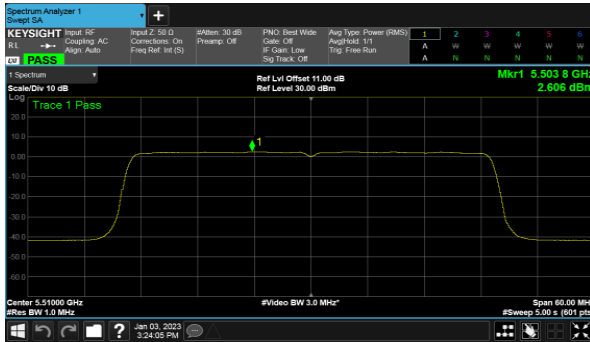 Spectrum Analyzer 1
Swept SA
+
KEYSIGHT Input: RF Input Z: 50 Ω #Atten: 30 dB PNO: Best Wide Avg Type: Power (RMS) 1 2 3 4 5 6
RL Coupling: AC Corrections: On Preamp: Off Gate: Off Avg|Hold: 1/1 A W W W W W
Align: Auto Freq Ref: Int (S) IF Gain: Low Trig: Free Run
LXI PASS Sig Track: Off A N N N N N
1 Spectrum Ref Lvl Offset 11.00 dB Mkr1 5.503 8 GHz
Scale/Div 10 dB Ref Level 30.00 dBm 2.606 dBm
Log Trace 1 Pass
20.0
10.0
1
0.00
-10.0
-20.0
-30.0
-40.0
-50.0
-60.0
Center 5.51000 GHz #Video BW 3.0 MHz* Span 60.00 MHz
#Res BW 1.0 MHz #Sweep 5.00 s (601 pts)
? Jan 03, 2023
3:24:05 PM